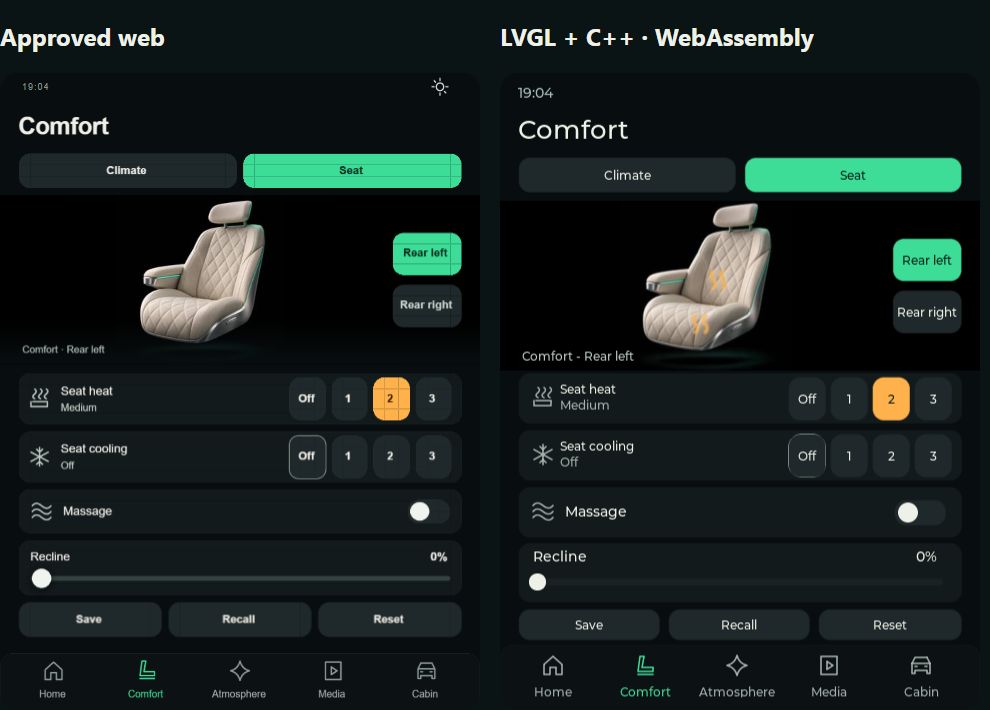 Approved web
19:04
Comfort
Climate Seat
Rear left
Rear right
Comfort · Rear left
Seat heat
Medium
Off 1 2 3
Seat cooling
Off
Off 1 2 3
Massage
Recline 0%
Save Recall Reset
Home Comfort Atmosphere Media Cabin
LVGL + C++ · WebAssembly
19:04
Comfort
Climate Seat
Rear left
Rear right
Comfort - Rear left
Seat heat
Medium
Off 1 2 3
Seat cooling
Off
Off 1 2 3
Massage
Recline 0%
Save Recall Reset
Home Comfort Atmosphere Media Cabin